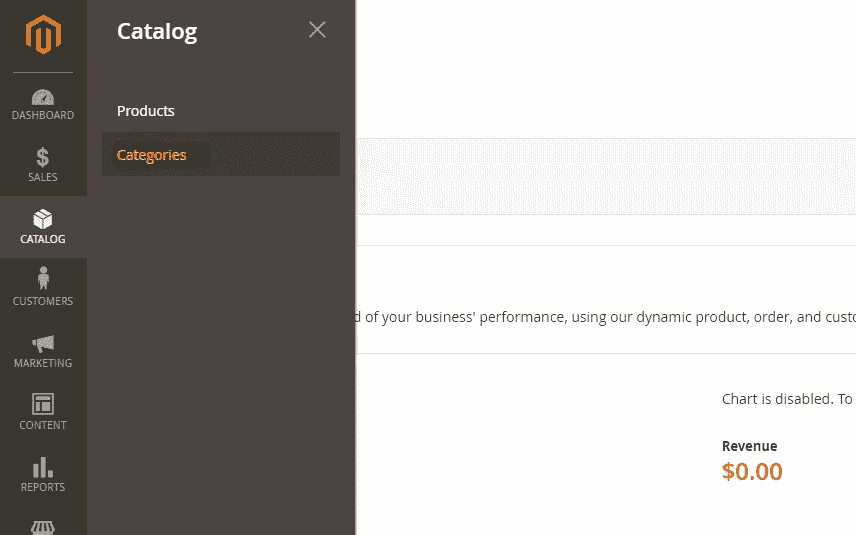 Catalog
Products
Categories
DASHBOARD
SALES
CATALOG
CUSTOMERS
MARKETING
CONTENT
REPORTS
d of your business' performance, using our dynamic product, order, and custo
Chart is disabled. To
Revenue
$0.00